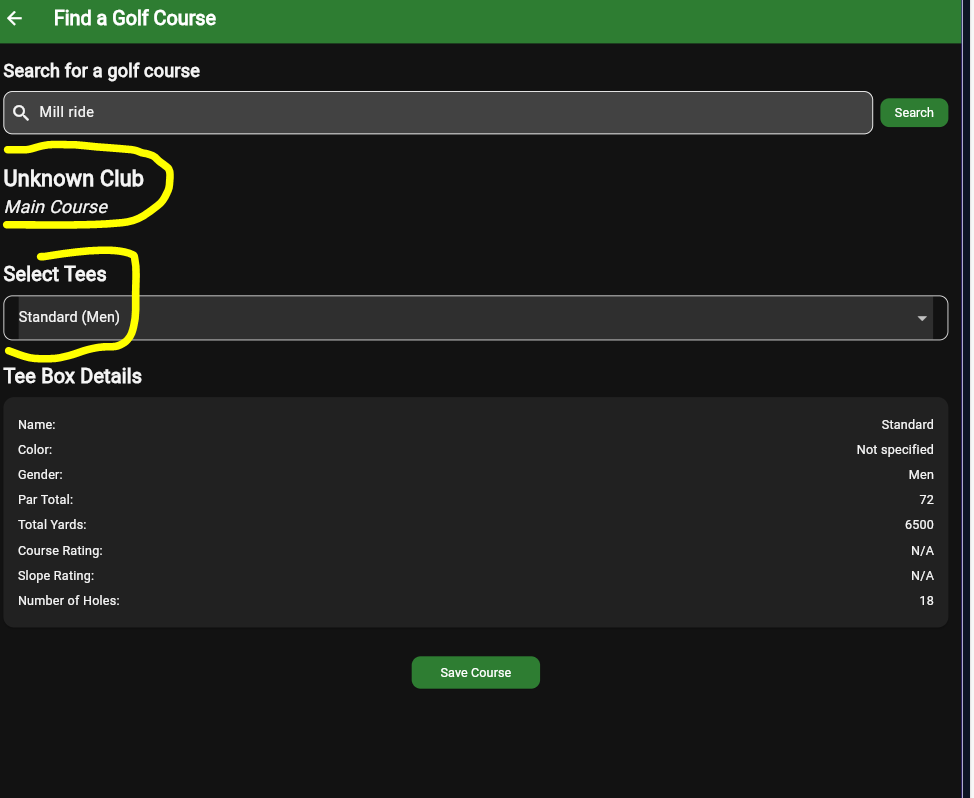 Find a Golf Course
Search for a golf course
Mill ride
Search
Unknown Club
Main Course
Select Tees
Standard (Men)
Tee Box Details
Name: Standard
Color: Not specified
Gender: Men
Par Total: 72
Total Yards: 6500
Course Rating: N/A
Slope Rating: N/A
Number of Holes: 18
Save Course